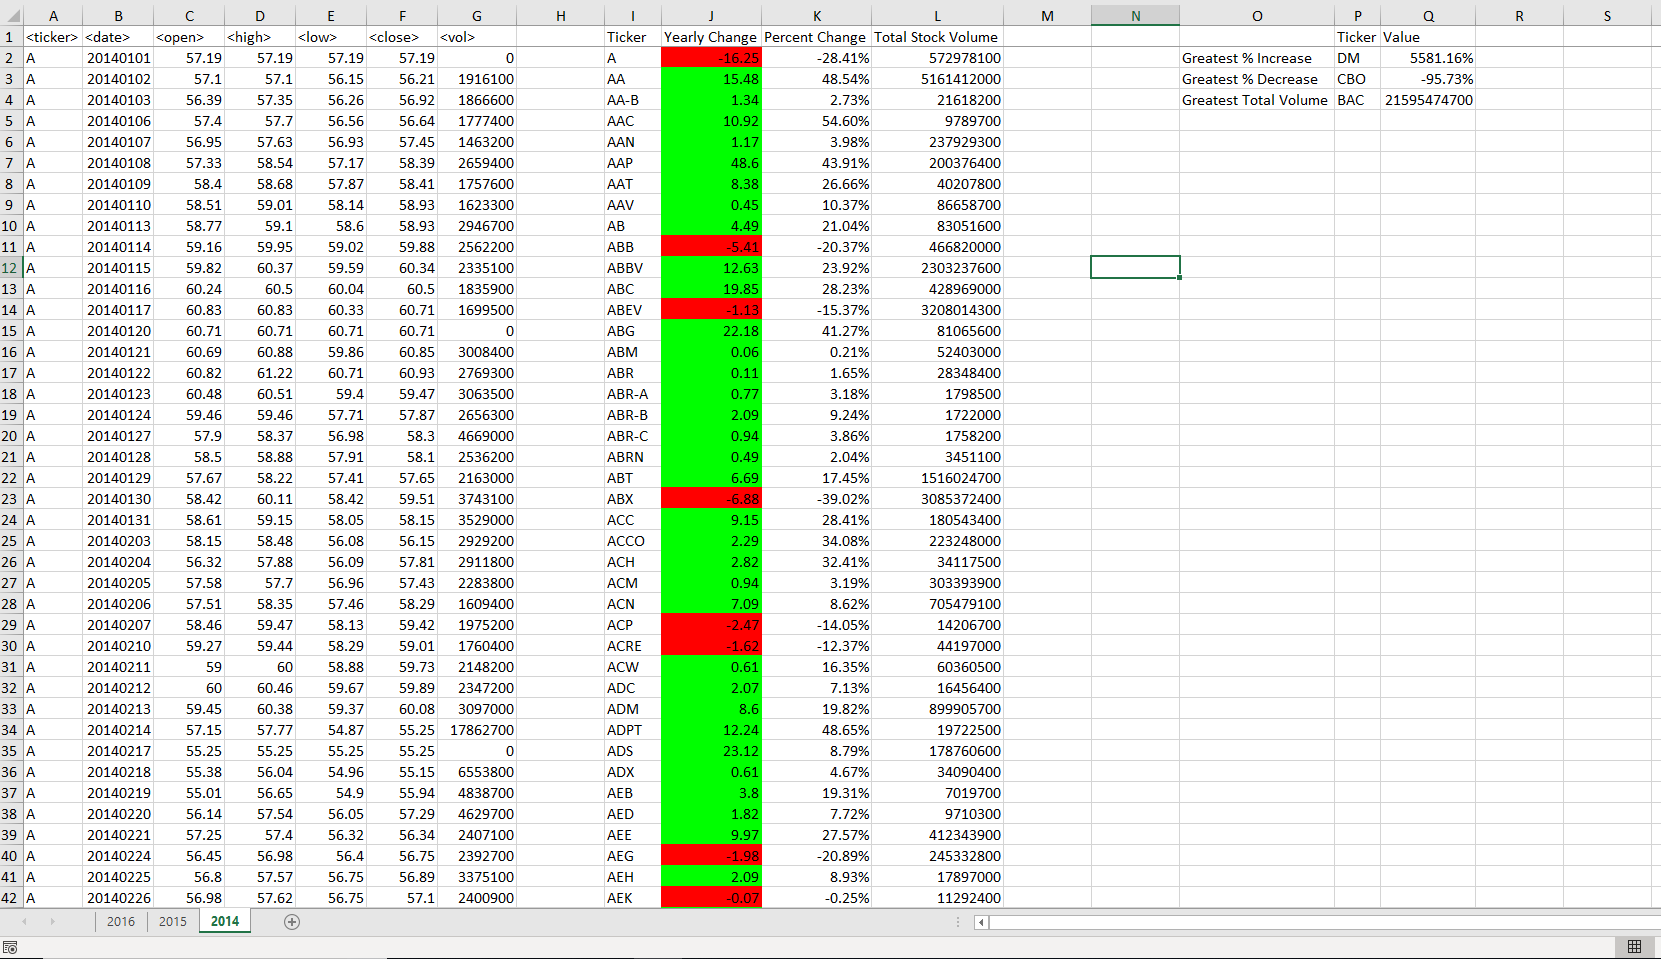 A B C D E F G H I J K L M N O P Q R S
1 <ticker> <date> <open> <high> <low> <close> <vol> Ticker Yearly Change Percent Change Total Stock Volume Ticker Value
2 A 20140101 57.19 57.19 57.19 57.19 0 A -16.25 -28.41% 572978100 Greatest % Increase DM 5581.16%
3 A 20140102 57.1 57.1 56.15 56.21 1916100 AA 15.48 48.54% 5161412000 Greatest % Decrease CBO -95.73%
4 A 20140103 56.39 57.35 56.26 56.92 1866600 AA-B 1.34 2.73% 21618200 Greatest Total Volume BAC 21595474700
5 A 20140106 57.4 57.7 56.56 56.64 1777400 AAC 10.92 54.60% 9789700
6 A 20140107 56.95 57.63 56.93 57.45 1463200 AAN 1.17 3.98% 237929300
7 A 20140108 57.33 58.54 57.17 58.39 2659400 AAP 48.6 43.91% 200376400
8 A 20140109 58.4 58.68 57.87 58.41 1757600 AAT 8.38 26.66% 40207800
9 A 20140110 58.51 59.01 58.14 58.93 1623300 AAV 0.45 10.37% 86658700
10 A 20140113 58.77 59.1 58.6 58.93 2946700 AB 4.49 21.04% 83051600
11 A 20140114 59.16 59.95 59.02 59.88 2562200 ABB -5.41 -20.37% 466820000
12 A 20140115 59.82 60.37 59.59 60.34 2335100 ABBV 12.63 23.92% 2303237600
13 A 20140116 60.24 60.5 60.04 60.5 1835900 ABC 19.85 28.23% 428969000
14 A 20140117 60.83 60.83 60.33 60.71 1699500 ABEV -1.13 -15.37% 3208014300
15 A 20140120 60.71 60.71 60.71 60.71 0 ABG 22.18 41.27% 81065600
16 A 20140121 60.69 60.88 59.86 60.85 3008400 ABM 0.06 0.21% 52403000
17 A 20140122 60.82 61.22 60.71 60.93 2769300 ABR 0.11 1.65% 28348400
18 A 20140123 60.48 60.51 59.4 59.47 3063500 ABR-A 0.77 3.18% 1798500
19 A 20140124 59.46 59.46 57.71 57.87 2656300 ABR-B 2.09 9.24% 1722000
20 A 20140127 57.9 58.37 56.98 58.3 4669000 ABR-C 0.94 3.86% 1758200
21 A 20140128 58.5 58.88 57.91 58.1 2536200 ABRN 0.49 2.04% 3451100
22 A 20140129 57.67 58.22 57.41 57.65 2163000 ABT 6.69 17.45% 1516024700
23 A 20140130 58.42 60.11 58.42 59.51 3743100 ABX -6.88 -39.02% 3085372400
24 A 20140131 58.61 59.15 58.05 58.15 3529000 ACC 9.15 28.41% 180543400
25 A 20140203 58.15 58.48 56.08 56.15 2929200 ACCO 2.29 34.08% 223248000
26 A 20140204 56.32 57.88 56.09 57.81 2911800 ACH 2.82 32.41% 34117500
27 A 20140205 57.58 57.7 56.96 57.43 2283800 ACM 0.94 3.19% 303393900
28 A 20140206 57.51 58.35 57.46 58.29 1609400 ACN 7.09 8.62% 705479100
29 A 20140207 58.46 59.47 58.13 59.42 1975200 ACP -2.47 -14.05% 14206700
30 A 20140210 59.27 59.44 58.29 59.01 1760400 ACRE -1.62 -12.37% 44197000
31 A 20140211 59 60 58.88 59.73 2148200 ACW 0.61 16.35% 60360500
32 A 20140212 60 60.46 59.67 59.89 2347200 ADC 2.07 7.13% 16456400
33 A 20140213 59.45 60.38 59.37 60.08 3097000 ADM 8.6 19.82% 899905700
34 A 20140214 57.15 57.77 54.87 55.25 17862700 ADPT 12.24 48.65% 19722500
35 A 20140217 55.25 55.25 55.25 55.25 0 ADS 23.12 8.79% 178760600
36 A 20140218 55.38 56.04 54.96 55.15 6553800 ADX 0.61 4.67% 34090400
37 A 20140219 55.01 56.65 54.9 55.94 4838700 AEB 3.8 19.31% 7019700
38 A 20140220 56.14 57.54 56.05 57.29 4629700 AED 1.82 7.72% 9710300
39 A 20140221 57.25 57.4 56.32 56.34 2407100 AEE 9.97 27.57% 412343900
40 A 20140224 56.45 56.98 56.4 56.75 2392700 AEG -1.98 -20.89% 245332800
41 A 20140225 56.8 57.57 56.75 56.89 3375100 AEH 2.09 8.93% 17897000
42 A 20140226 56.98 57.62 56.75 57.1 2400900 AEK -0.07 -0.25% 11292400
2016 2015 2014